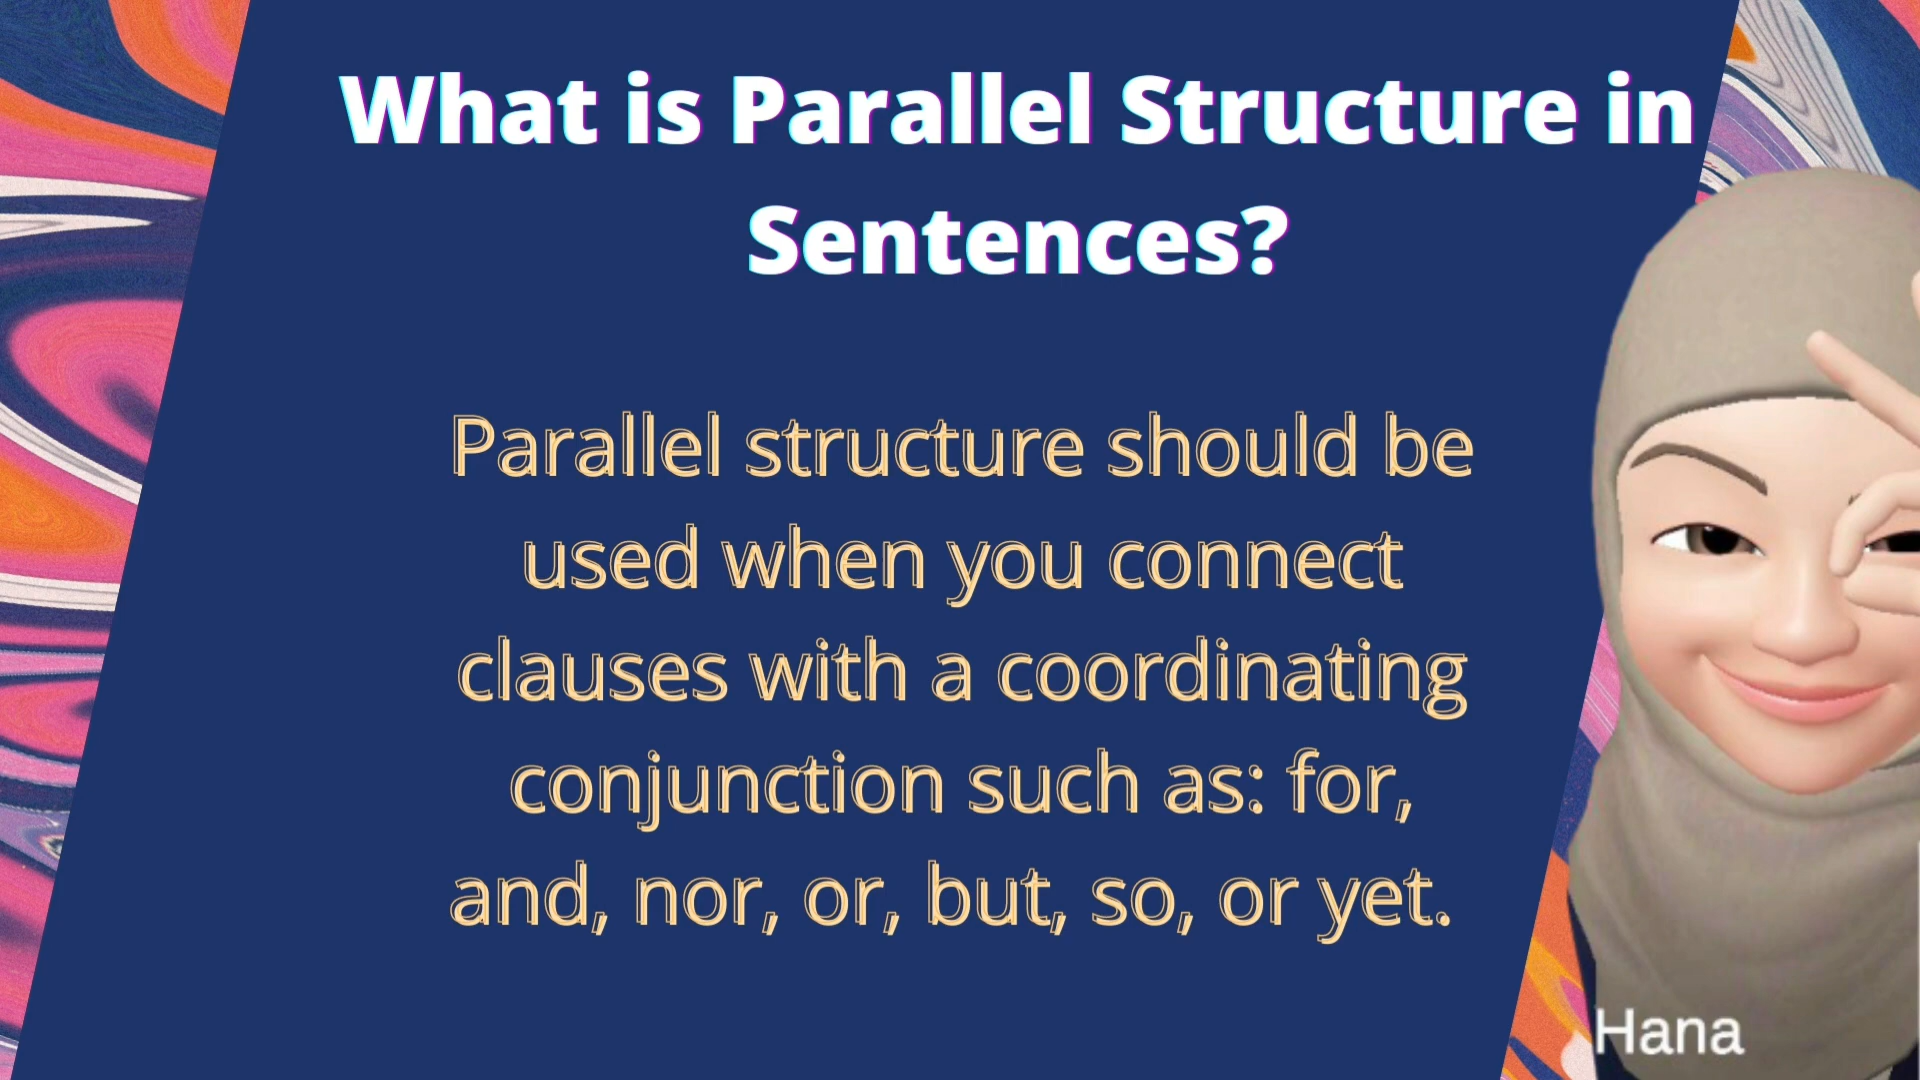 What is Parallel Structure in
Sentences?
Parallel structure should be
used when you connect
clauses with a coordinating
conjunction such as: for,
and, nor, or, but, so, or yet.
Hana